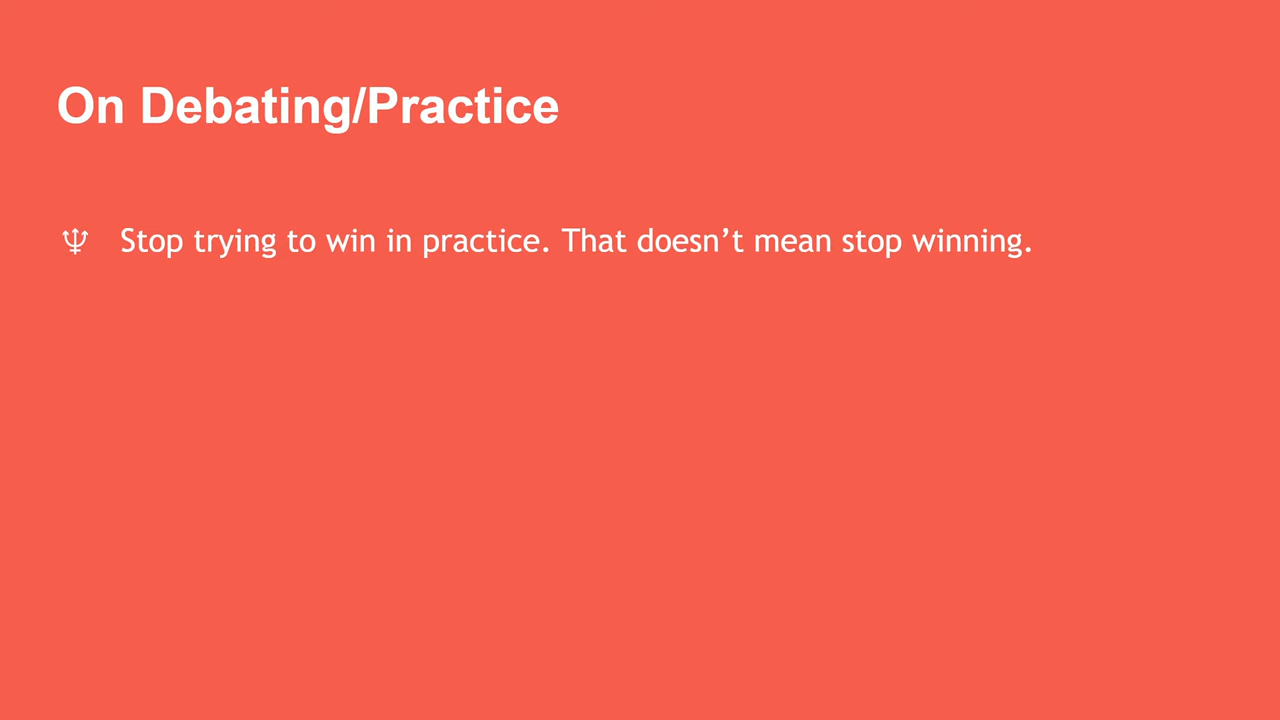 On Debating/Practice
♆ Stop trying to win in practice. That doesn’t mean stop winning.